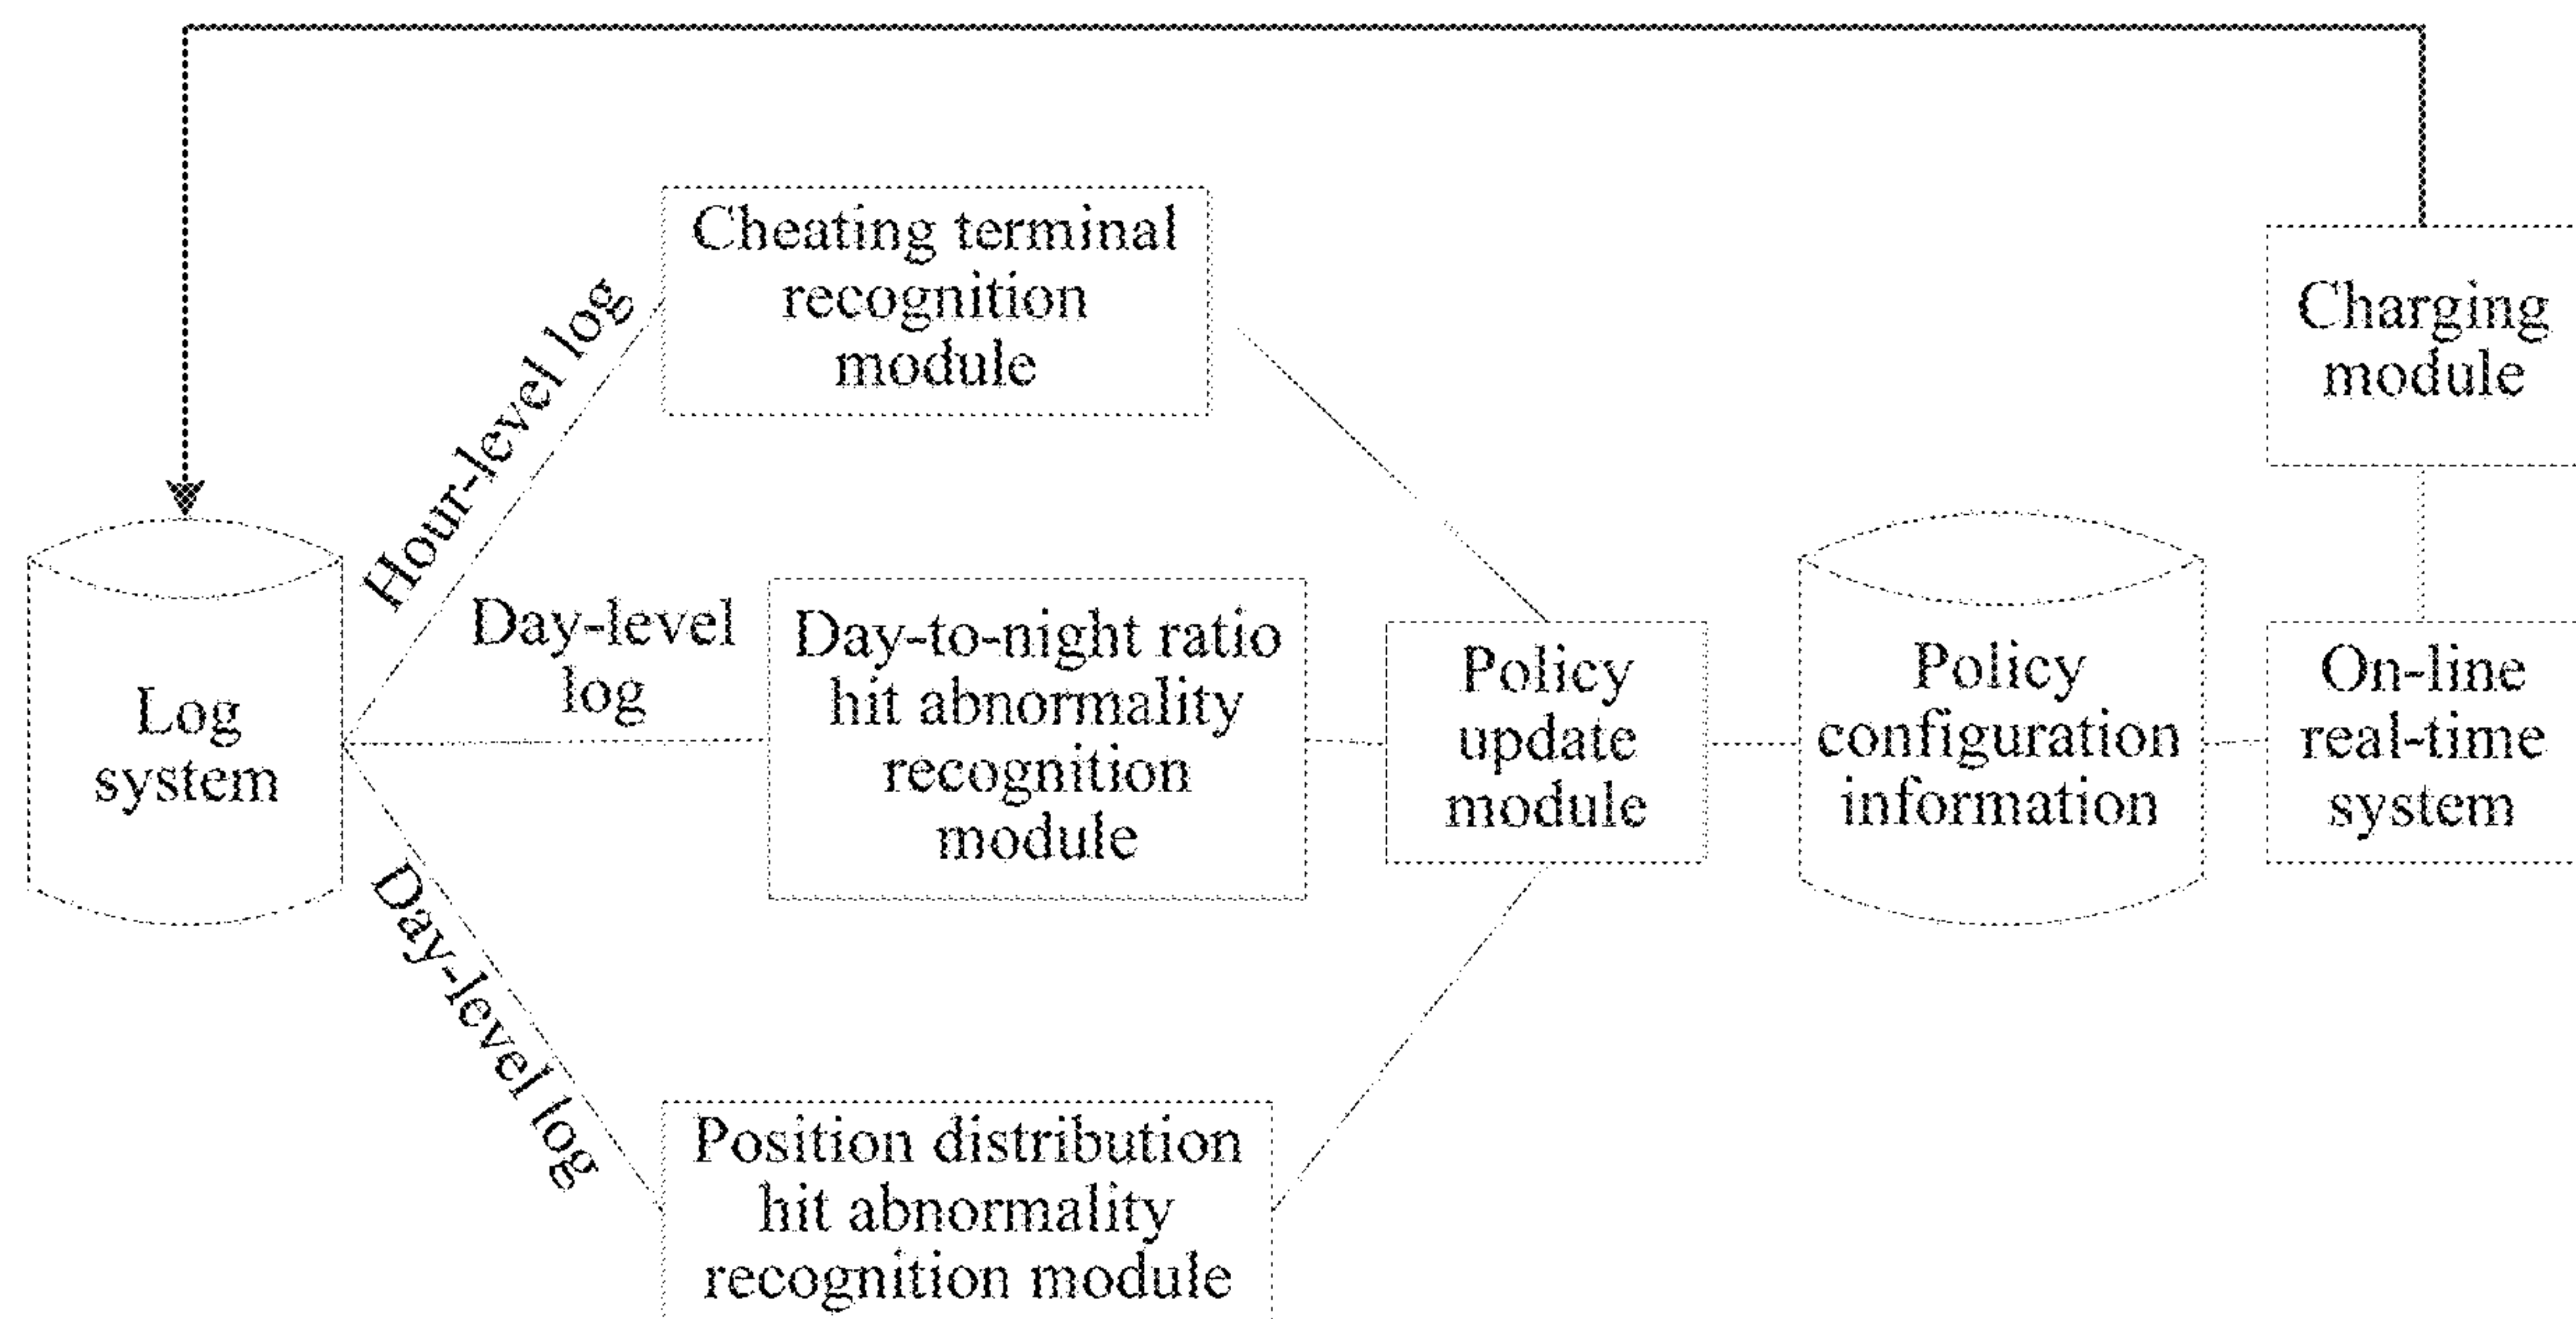 Cheating terminal
recognition
module
Charging
module
Hour-level log
Day-level
log
Day-to-night ratio
hit abnormality
recognition
module
Log
system
Policy
update
module
Policy
configuration
information
On-line
real-time
system
Day-level log
Position distribution
hit abnormality
recognition module